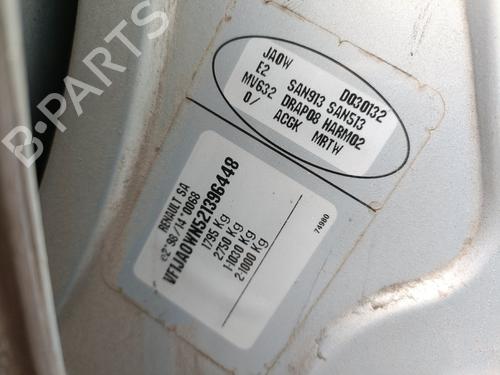 JA0W D030132
E2 SAN913 SAN513
MV632 DRAP08 HARM02
0/ ACGK MRTW
RENAULT SA
e2*98/14*0068
VF1JA0WN521396448
1795 Kg
2750 Kg
1-1030 Kg
2-1000 Kg
74980
B-PARTS